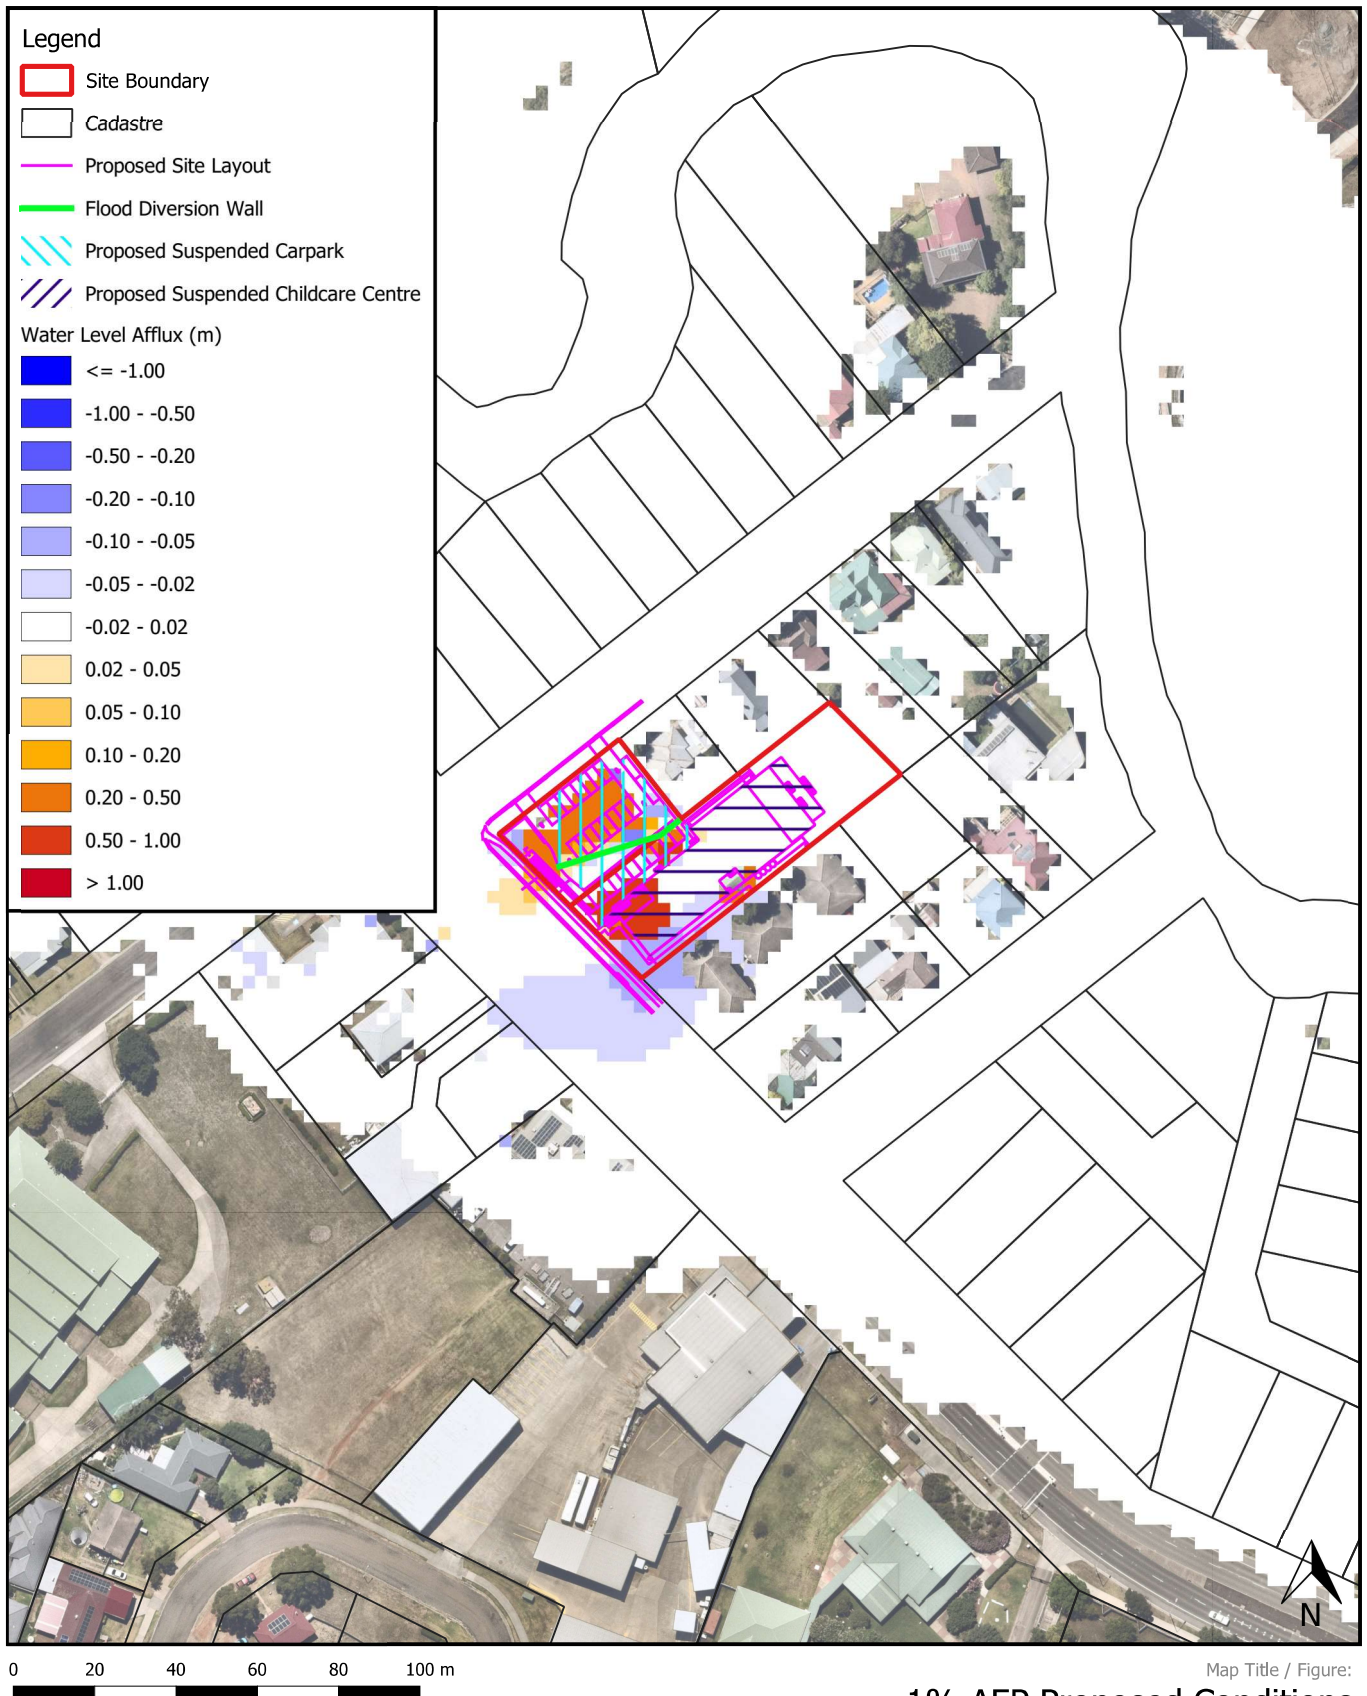 Legend
Site Boundary
Cadastre
Proposed Site Layout
Flood Diversion Wall
Proposed Suspended Carpark
Proposed Suspended Childcare Centre
Water Level Afflux (m)
<= -1.00
-1.00 - -0.50
-0.50 - -0.20
-0.20 - -0.10
-0.10 - -0.05
-0.05 - -0.02
-0.02 - 0.02
0.02 - 0.05
0.05 - 0.10
0.10 - 0.20
0.20 - 0.50
0.50 - 1.00
> 1.00
N
0 20 40 60 80 100 m
Map Title / Figure:
1% AEP Proposed Conditions